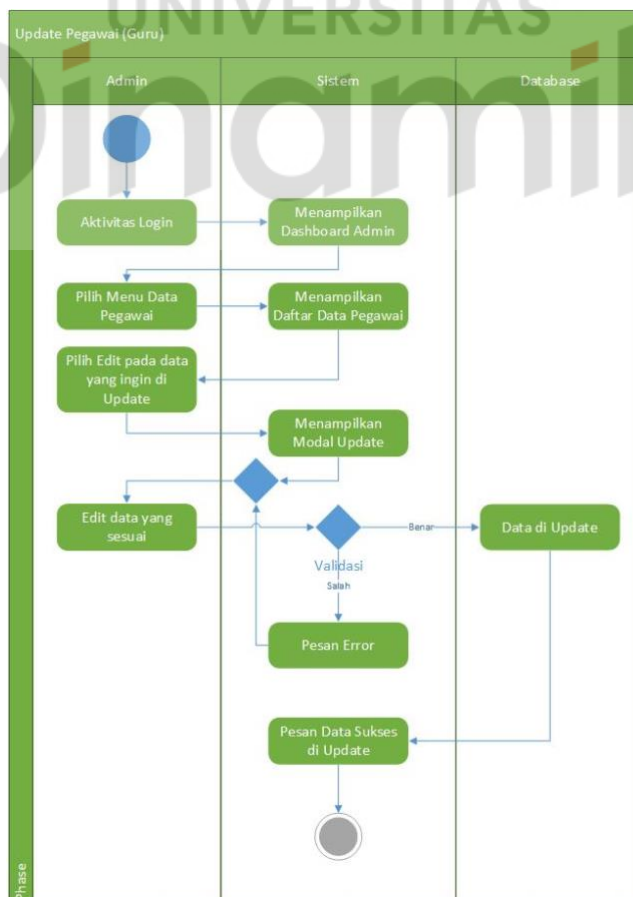 UNIVERSITAS
Dinamik
Update Pegawai (Guru)
Admin
Sistem
Database
Aktivitas Login
Menampilkan
Dashboard Admin
Pilih Menu Data
Pegawai
Menampilkan
Daftar Data Pegawai
Pilih Edit pada data
yang ingin di
Update
Menampilkan
Modal Update
Edit data yang
sesuai
Validasi
Benar
Data di Update
Salah
Pesan Error
Pesan Data Sukses
di Update
Phase